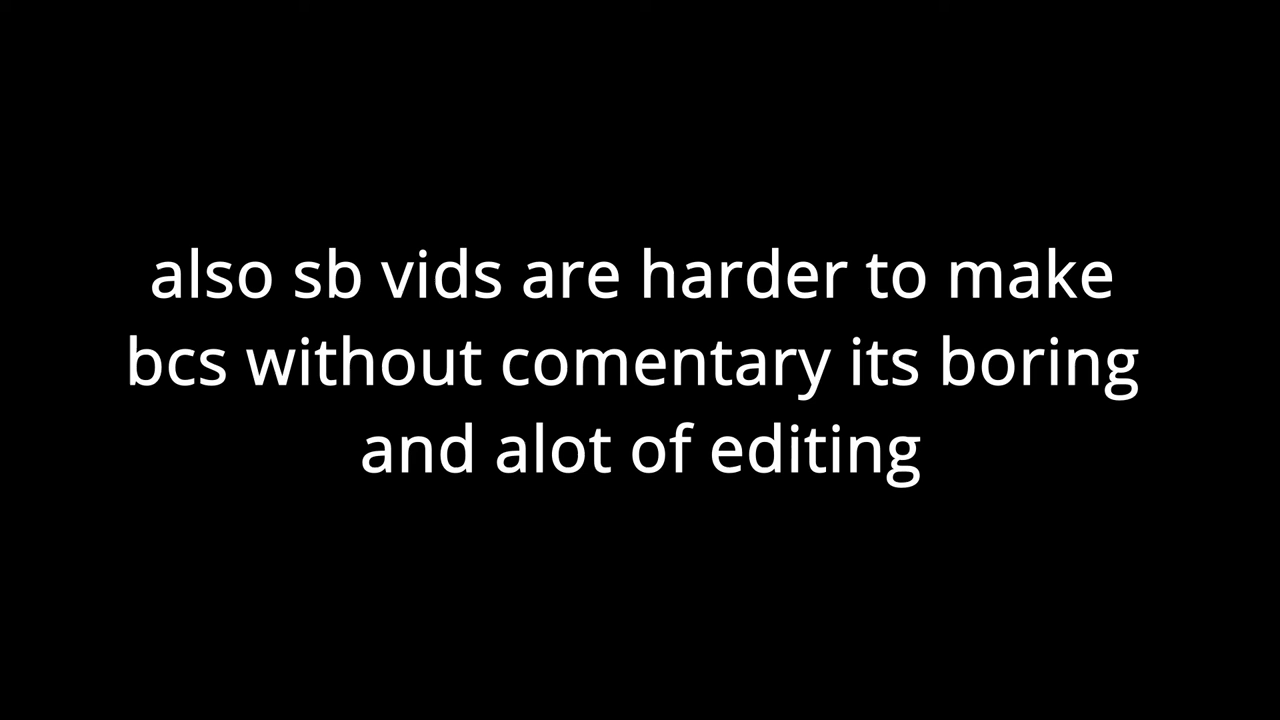 also sb vids are harder to make
bcs without comentary its boring
and alot of editing